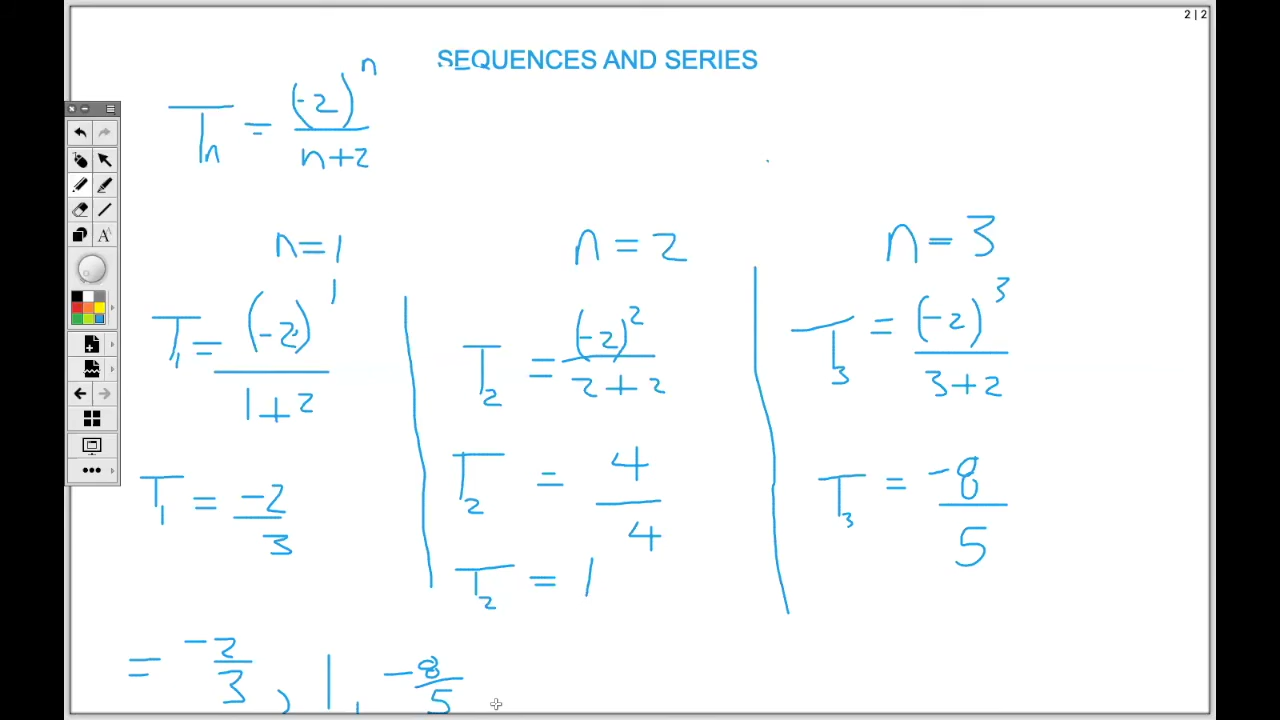 2 | 2
SEQUENCES AND SERIES
Tₙ = (-2)ⁿ / n+2
n=1
T₁ = (-2)¹ / 1+2
T₁ = -2/3
n = 2
T₂ = (-2)² / 2+2
T₂ = 4/4
T₂ = 1
n = 3
T₃ = (-2)³ / 3+2
T₃ = -8/5
= -2/3 , 1 , -8/5